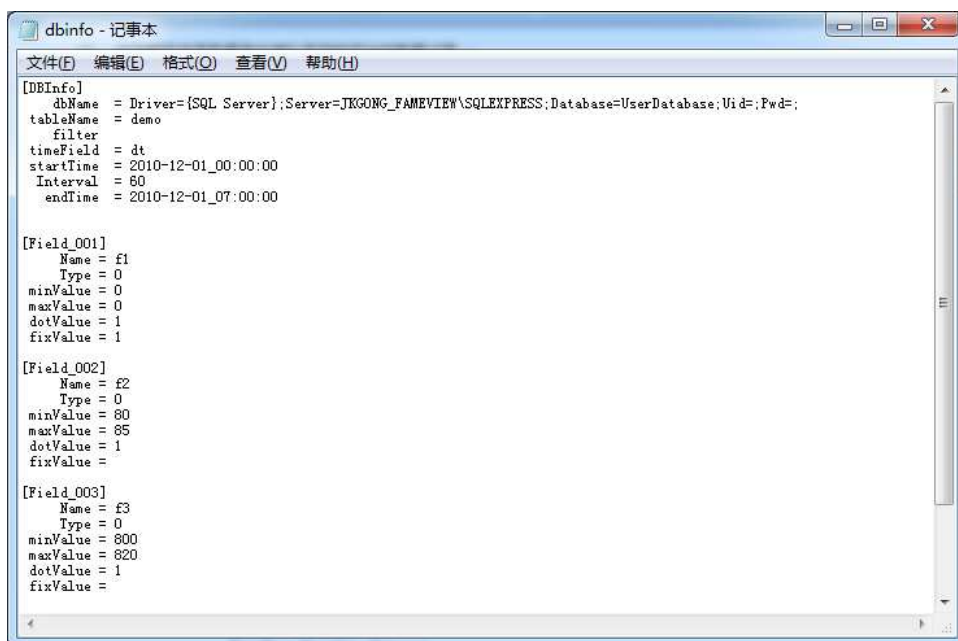 dbinfo - 记事本
文件(F) 编辑(E) 格式(O) 查看(V) 帮助(H)
[DBInfo]
dbName = Driver={SQL Server};Server=JKGONG_FAMEVIEW\SQLEXPRESS;Database=UserDatabase;Uid=;Pwd=;
tableName = demo
filter
timeField = dt
startTime = 2010-12-01_00:00:00
Interval = 60
endTime = 2010-12-01_07:00:00
[Field_001]
Name = f1
Type = 0
minValue = 0
maxValue = 0
dotValue = 1
fixValue = 1
[Field_002]
Name = f2
Type = 0
minValue = 80
maxValue = 85
dotValue = 1
fixValue =
[Field_003]
Name = f3
Type = 0
minValue = 800
maxValue = 820
dotValue = 1
fixValue =